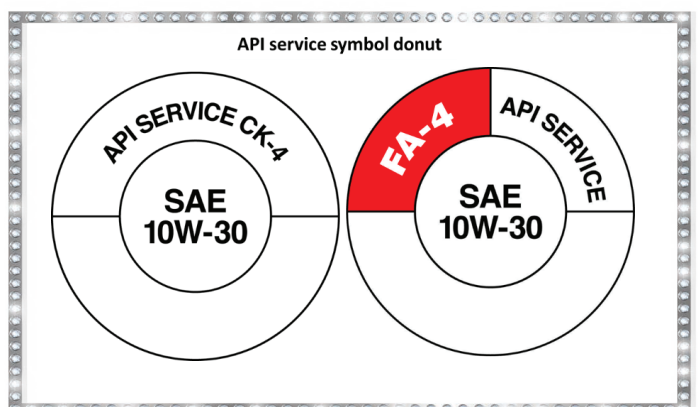 API service symbol donut
API SERVICE CK-4
SAE
10W-30
FA-4
API SERVICE
SAE
10W-30